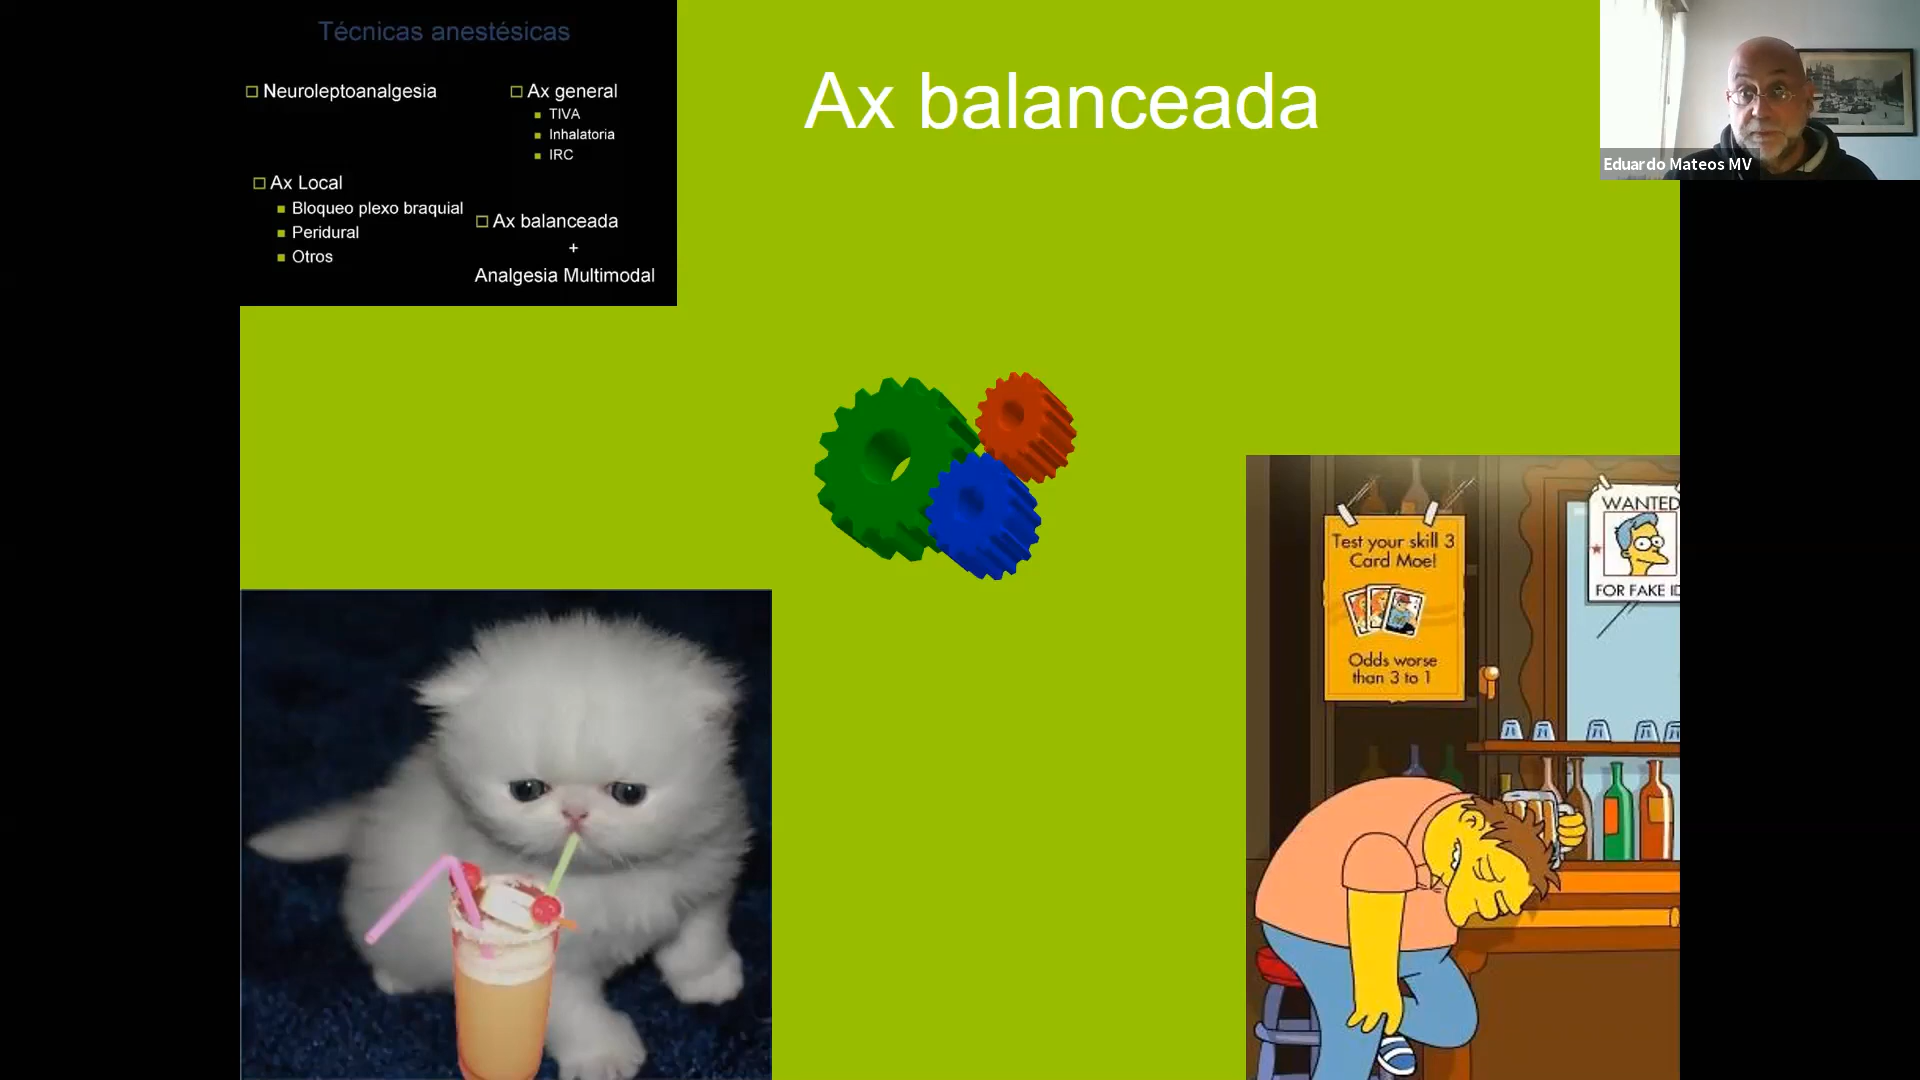 Técnicas anestésicas
Neuroleptoanalgesia
Ax general
TIVA
Inhalatoria
IRC
Ax Local
Bloqueo plexo braquial
Peridural
Otros
Ax balanceada
+
Analgesia Multimodal
Ax balanceada
Eduardo Mateos MV
Test your skill 3
Card Moe!
Odds worse
than 3 to 1
WANTED
FOR FAKE ID